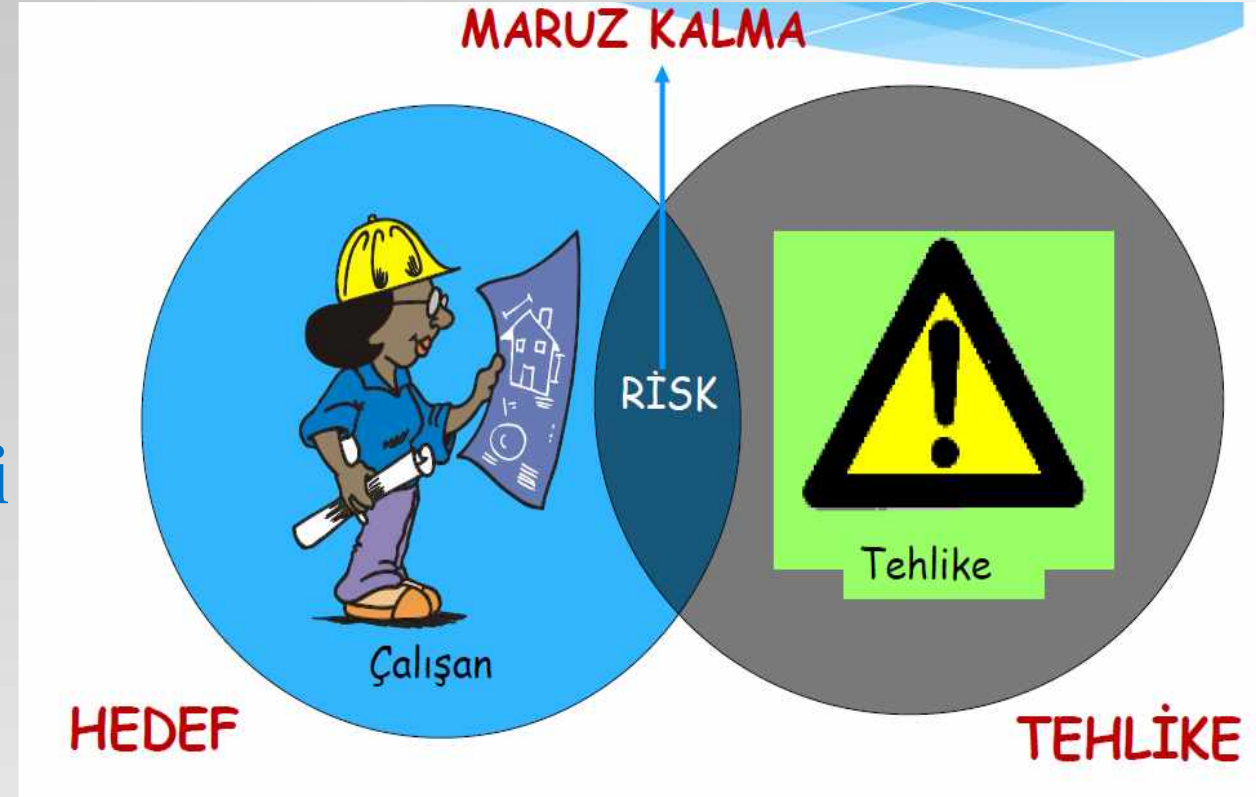 MARUZ KALMA
RİSK
Tehlike
Çalışan
HEDEF
TEHLİKE
i